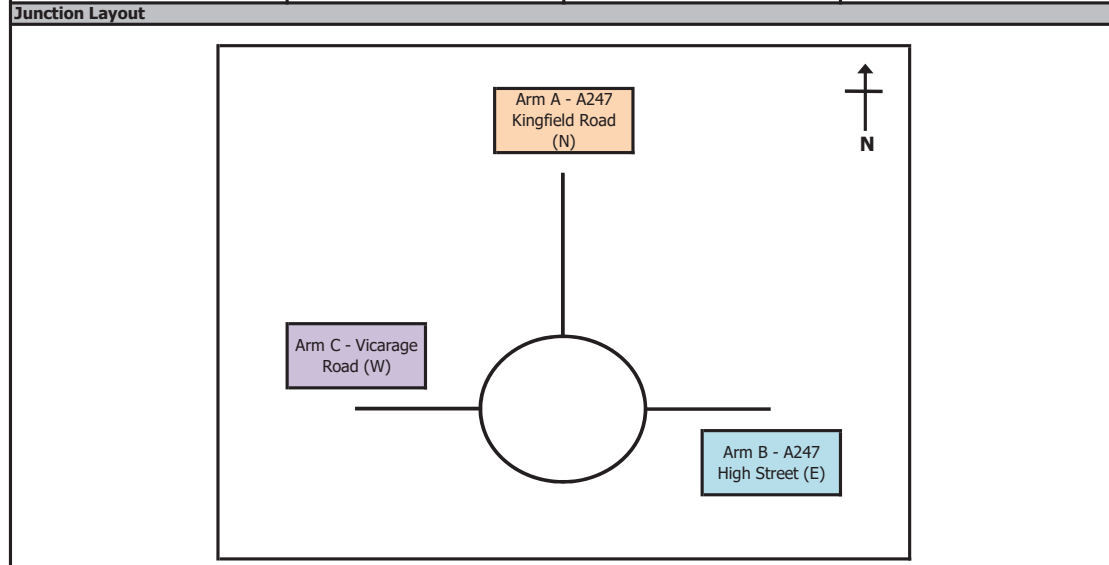 Junction Layout
Arm A - A247
Kingfield Road
(N)
N
Arm C - Vicarage
Road (W)
Arm B - A247
High Street (E)